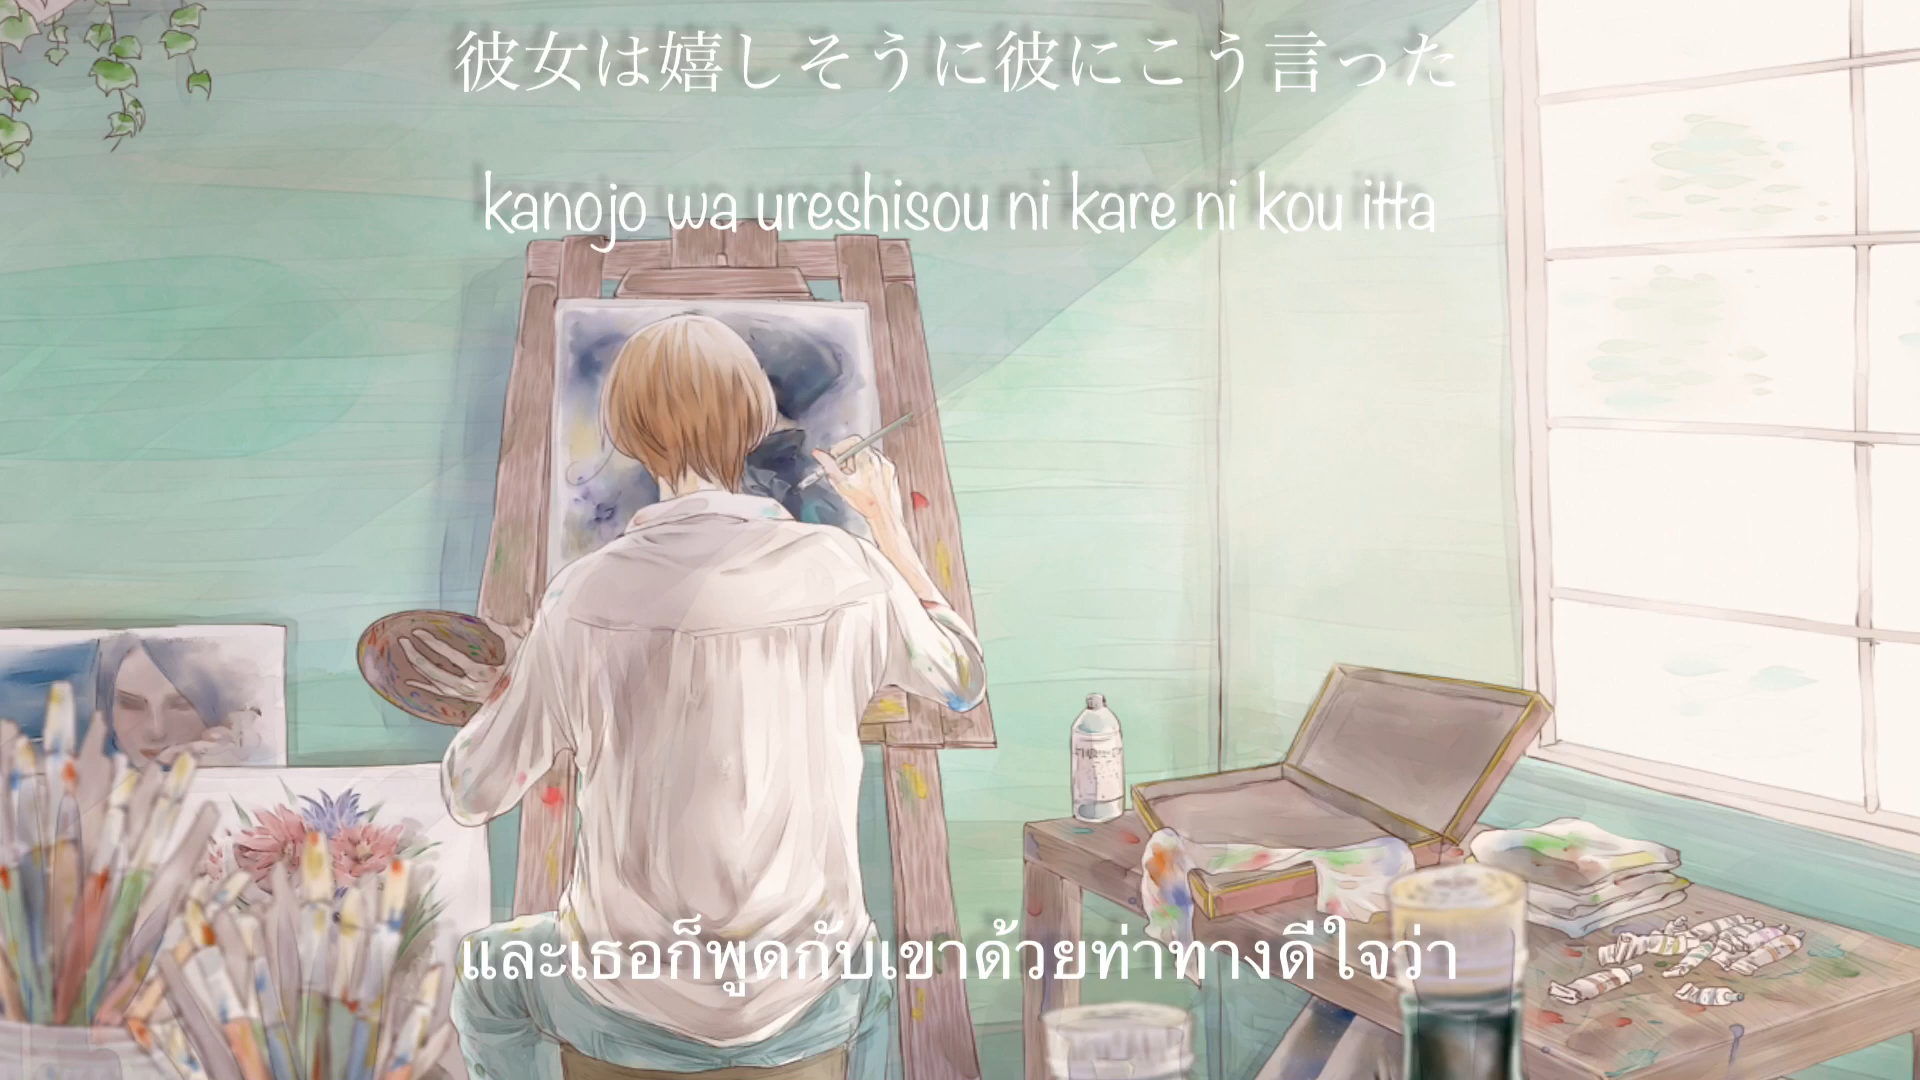 彼女は嬉しそうに彼にこう言った
kanojo wa ureshisou ni kare ni kou itta
และเธอก็พูดกับเขาด้วยท่าทางดีใจว่า